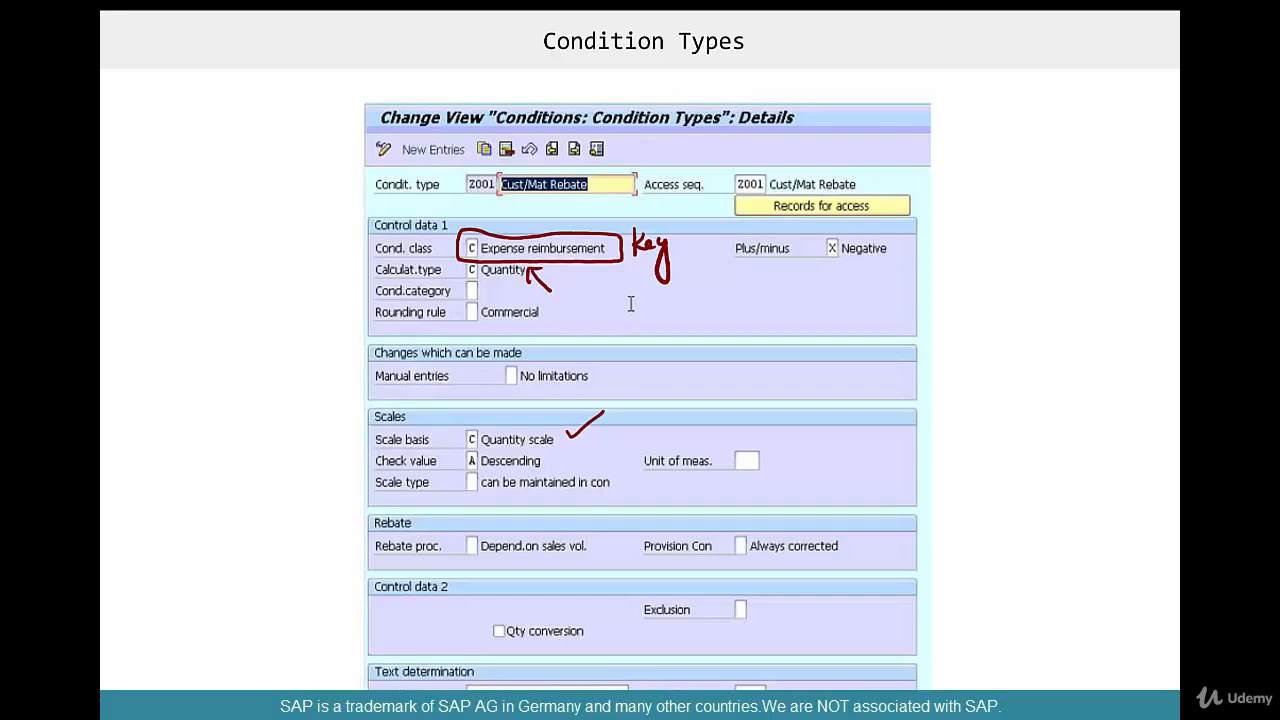 Condition Types
Change View "Conditions: Condition Types": Details
New Entries
Condit. type Z001 Cust/Mat Rebate Access seq. Z001 Cust/Mat Rebate
Records for access
Control data 1
Cond. class C Expense reimbursement Key Plus/minus X Negative
Calculat.type C Quantity
Cond.category
Rounding rule Commercial
Changes which can be made
Manual entries No limitations
Scales
Scale basis C Quantity scale
Check value A Descending Unit of meas.
Scale type can be maintained in con
Rebate
Rebate proc. Depend.on sales vol. Provision Con Always corrected
Control data 2
Exclusion
Qty conversion
Text determination
SAP is a trademark of SAP AG in Germany and many other countries.We are NOT associated with SAP.
Udemy